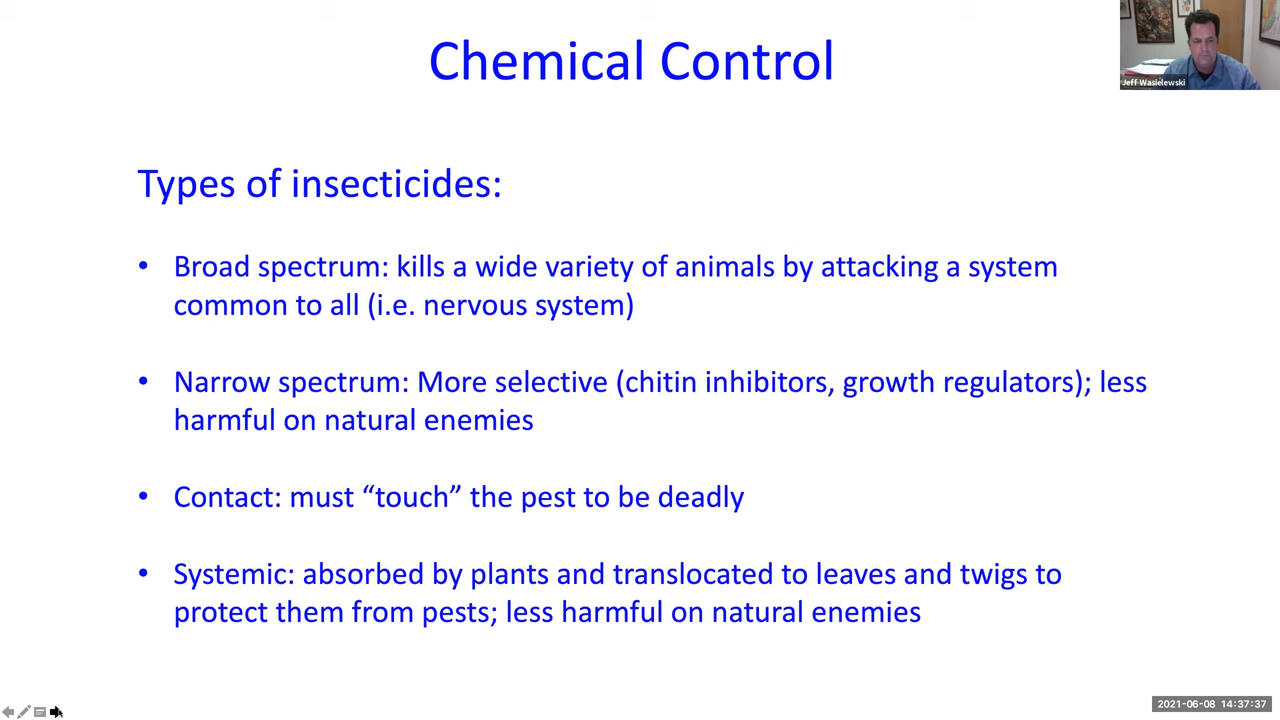 Chemical Control
Jeff Wasielewski
Types of insecticides:
• Broad spectrum: kills a wide variety of animals by attacking a system
common to all (i.e. nervous system)
• Narrow spectrum: More selective (chitin inhibitors, growth regulators); less
harmful on natural enemies
• Contact: must “touch” the pest to be deadly
• Systemic: absorbed by plants and translocated to leaves and twigs to
protect them from pests; less harmful on natural enemies
2021-06-08 14:37:37